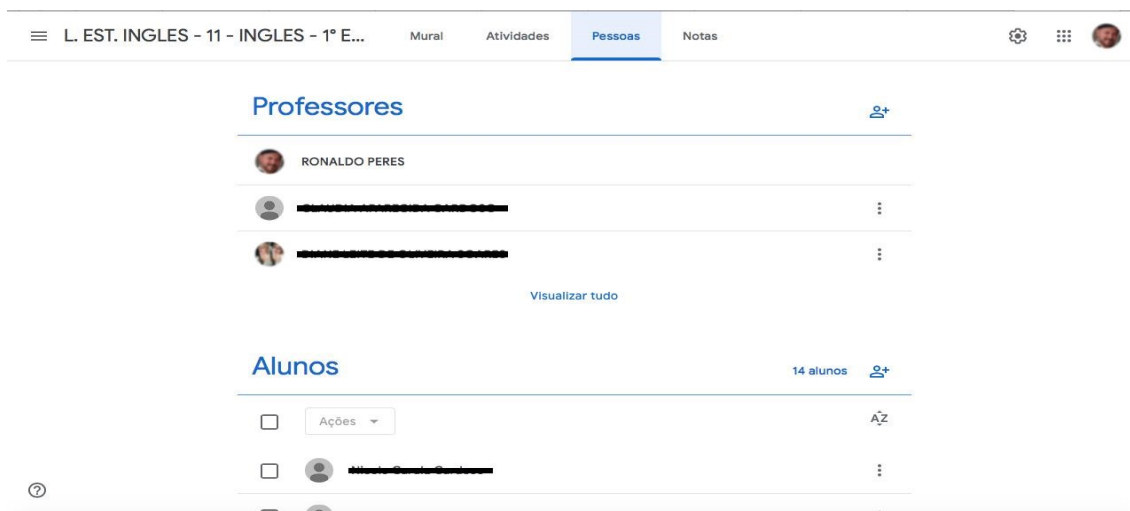 L. EST. INGLES - 11 - INGLES - 1° E...
Mural
Atividades
Pessoas
Notas
Professores
RONALDO PERES
Visualizar tudo
Alunos
14 alunos
Ações
AZ